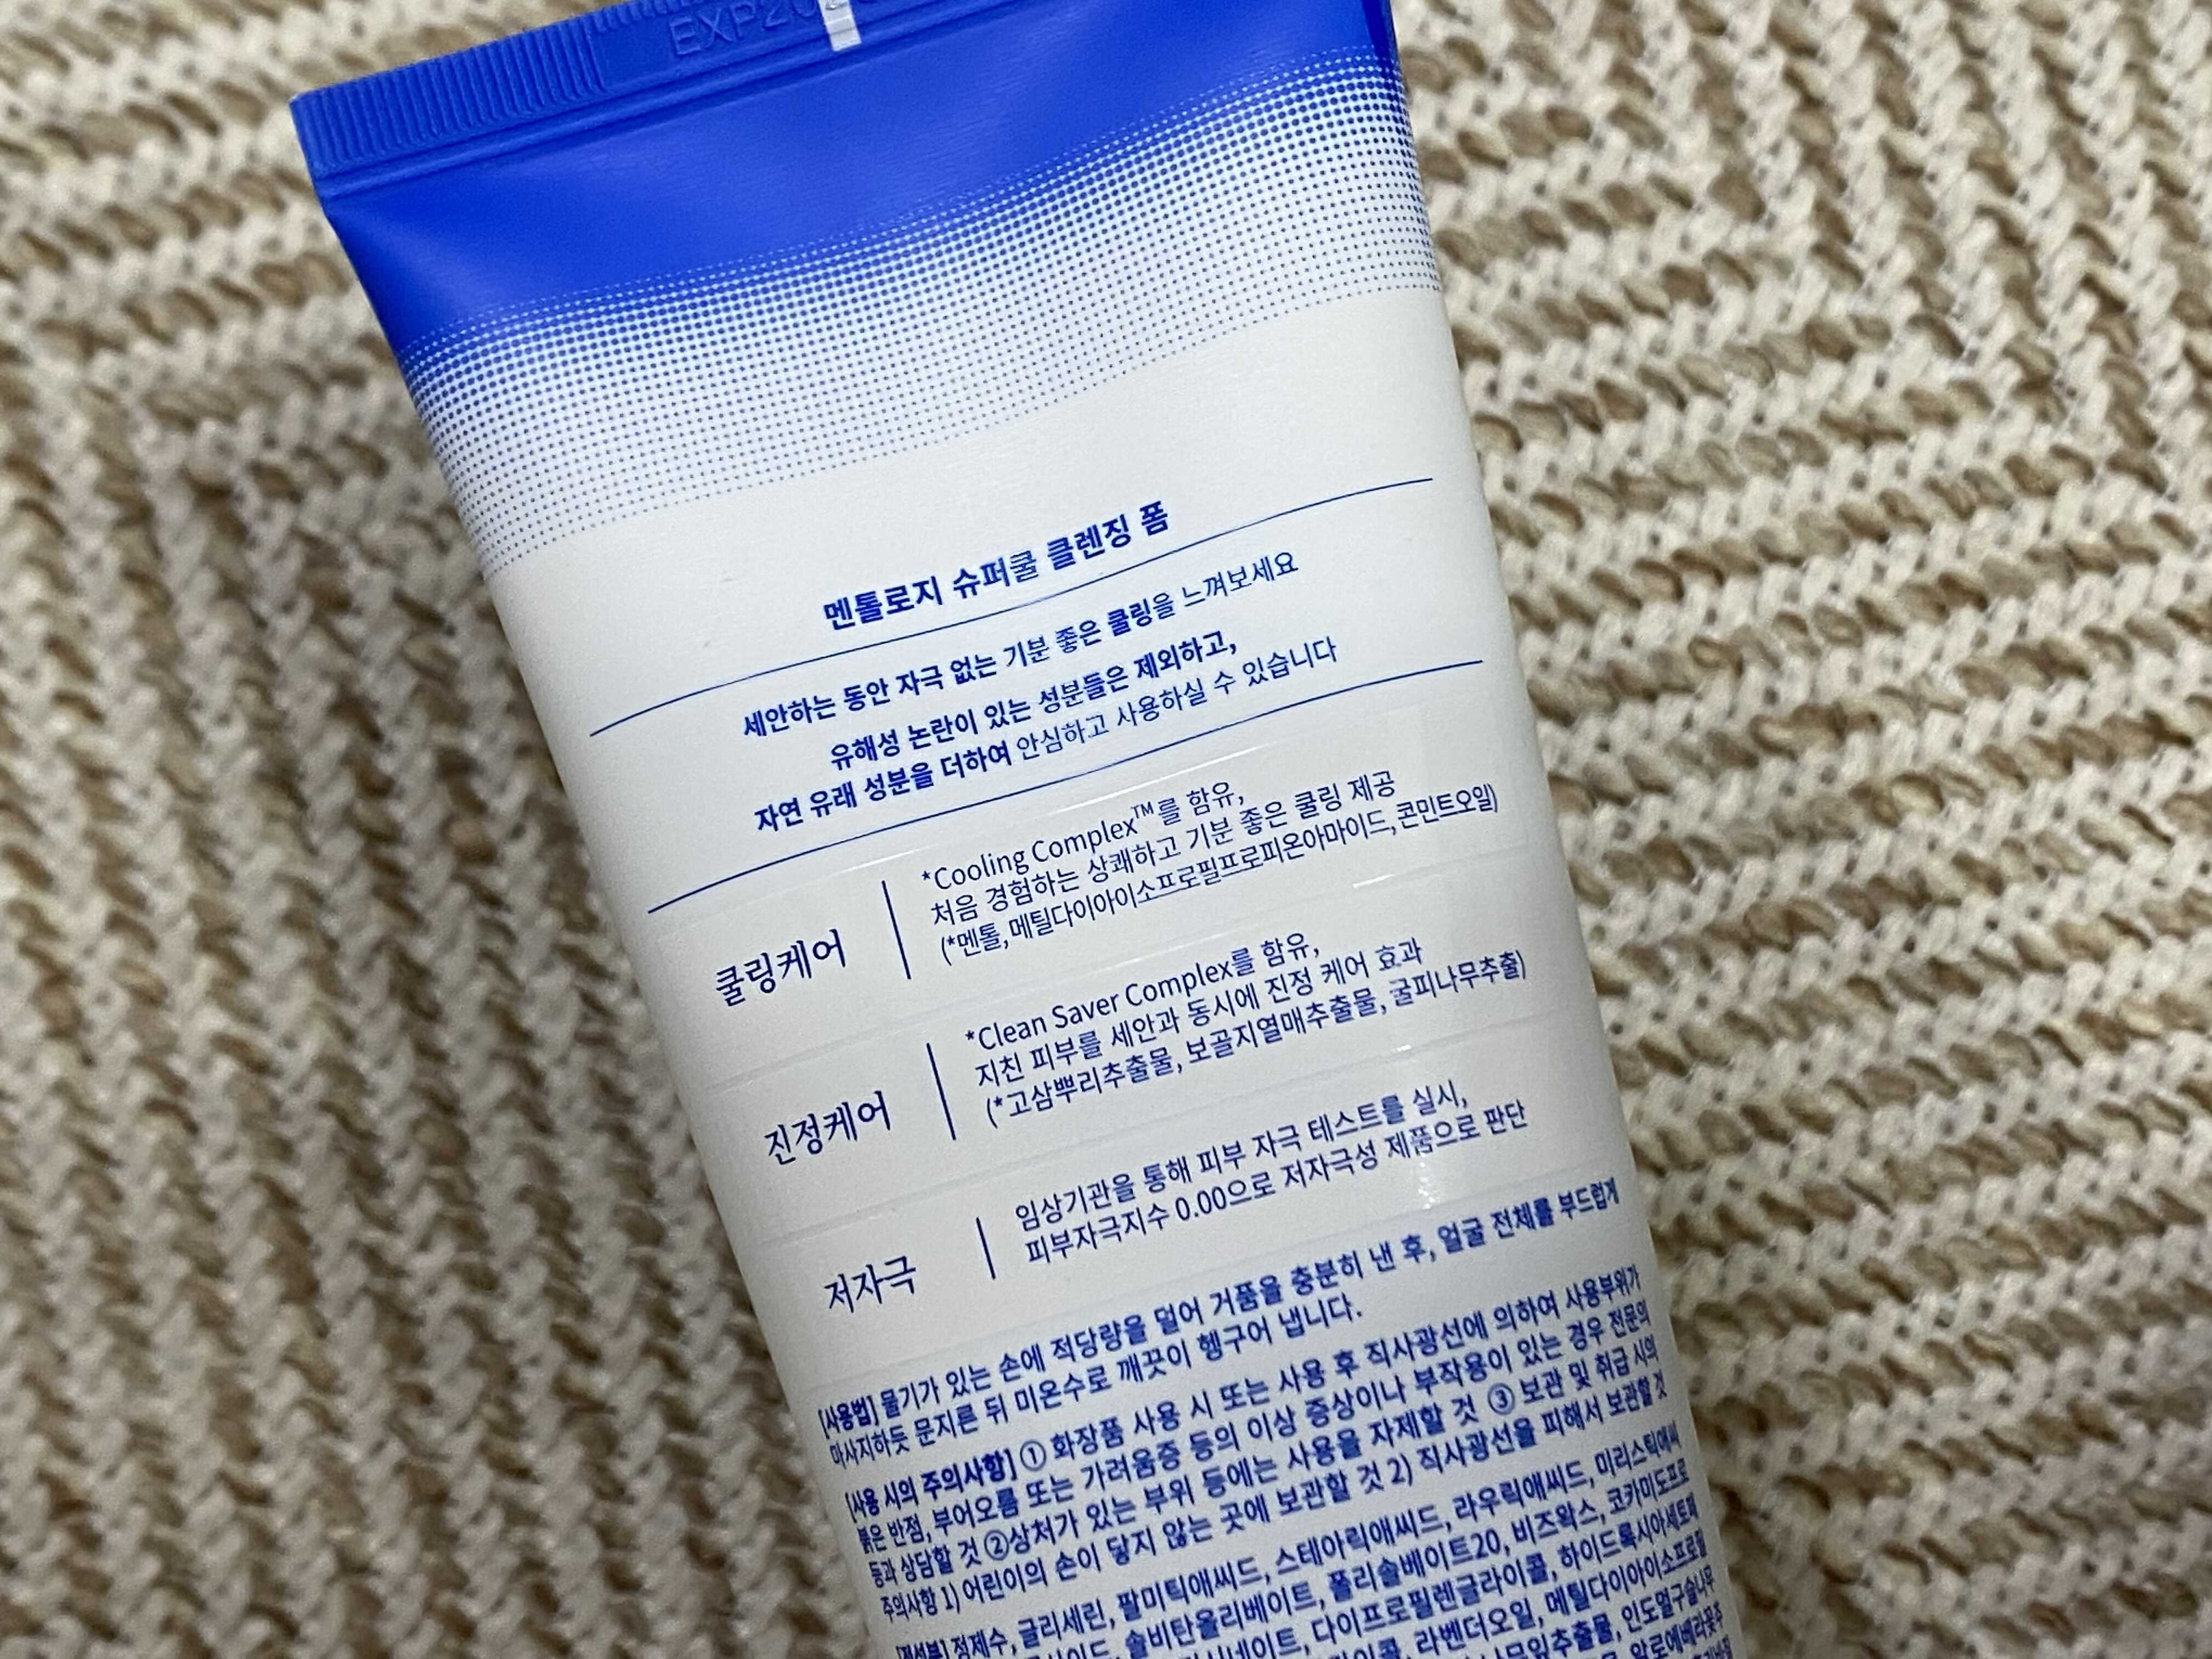 EXP20
멘톨로지 슈퍼쿨 클렌징 폼
세안하는 동안 자극 없는 기분 좋은 쿨링을 느껴보세요
유해성 논란이 있는 성분들은 제외하고,
자연 유래 성분을 더하여 안심하고 사용하실 수 있습니다
쿨링케어
*Cooling Complex™를 함유,
처음 경험하는 상쾌하고 기분 좋은 쿨링 제공
(*멘톨, 메틸다이아이소프로필프로피온아마이드, 콘민트오일)
진정케어
*Clean Saver Complex를 함유,
지친 피부를 세안과 동시에 진정 케어 효과
(*고삼뿌리추출물, 보골지열매추출물, 굴피나무추출)
저자극
임상기관을 통해 피부 자극 테스트를 실시,
피부자극지수 0.00으로 저자극성 제품으로 판단
[사용법] 물기가 있는 손에 적당량을 덜어 거품을 충분히 낸 후, 얼굴 전체를 부드럽게
마사지하듯 문지른 뒤 미온수로 깨끗이 헹구어 냅니다.
[사용 시의 주의사항] ① 화장품 사용 시 또는 사용 후 직사광선에 의하여 사용부위가
붉은 반점, 부어오름 또는 가려움증 등의 이상 증상이나 부작용이 있는 경우 전문의
등과 상담할 것 ②상처가 있는 부위 등에는 사용을 자제할 것 ③ 보관 및 취급 시의
주의사항 1) 어린이의 손이 닿지 않는 곳에 보관할 것 2) 직사광선을 피해서 보관할 것
[전성분] 정제수, 글리세린, 팔미틱애씨드, 스테아릭애씨드, 라우릭애씨드, 미리스틱애씨
솔비탄올리베이트, 폴리솔베이트20, 비즈왁스, 코카미도프로
다이프로필렌글라이콜, 하이드록시아세토페
라벤더오일, 메틸다이아이소프로필
인도멀구슬나무
알로에베라꽃추